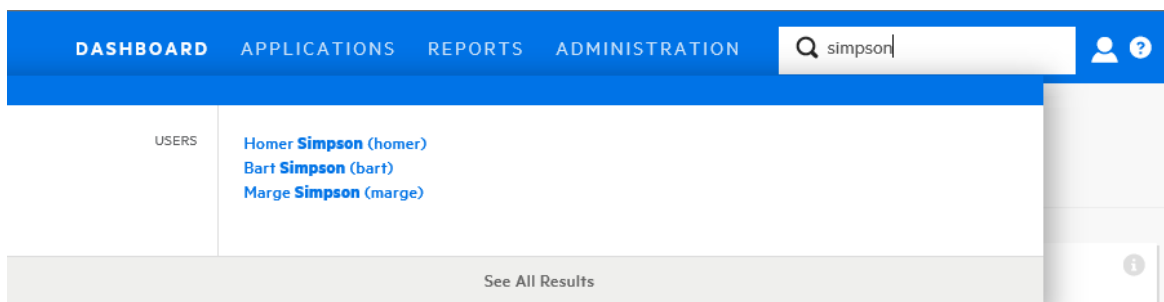 DASHBOARD APPLICATIONS REPORTS ADMINISTRATION simpson ?
USERS Homer Simpson (homer)
Bart Simpson (bart)
Marge Simpson (marge)
See All Results